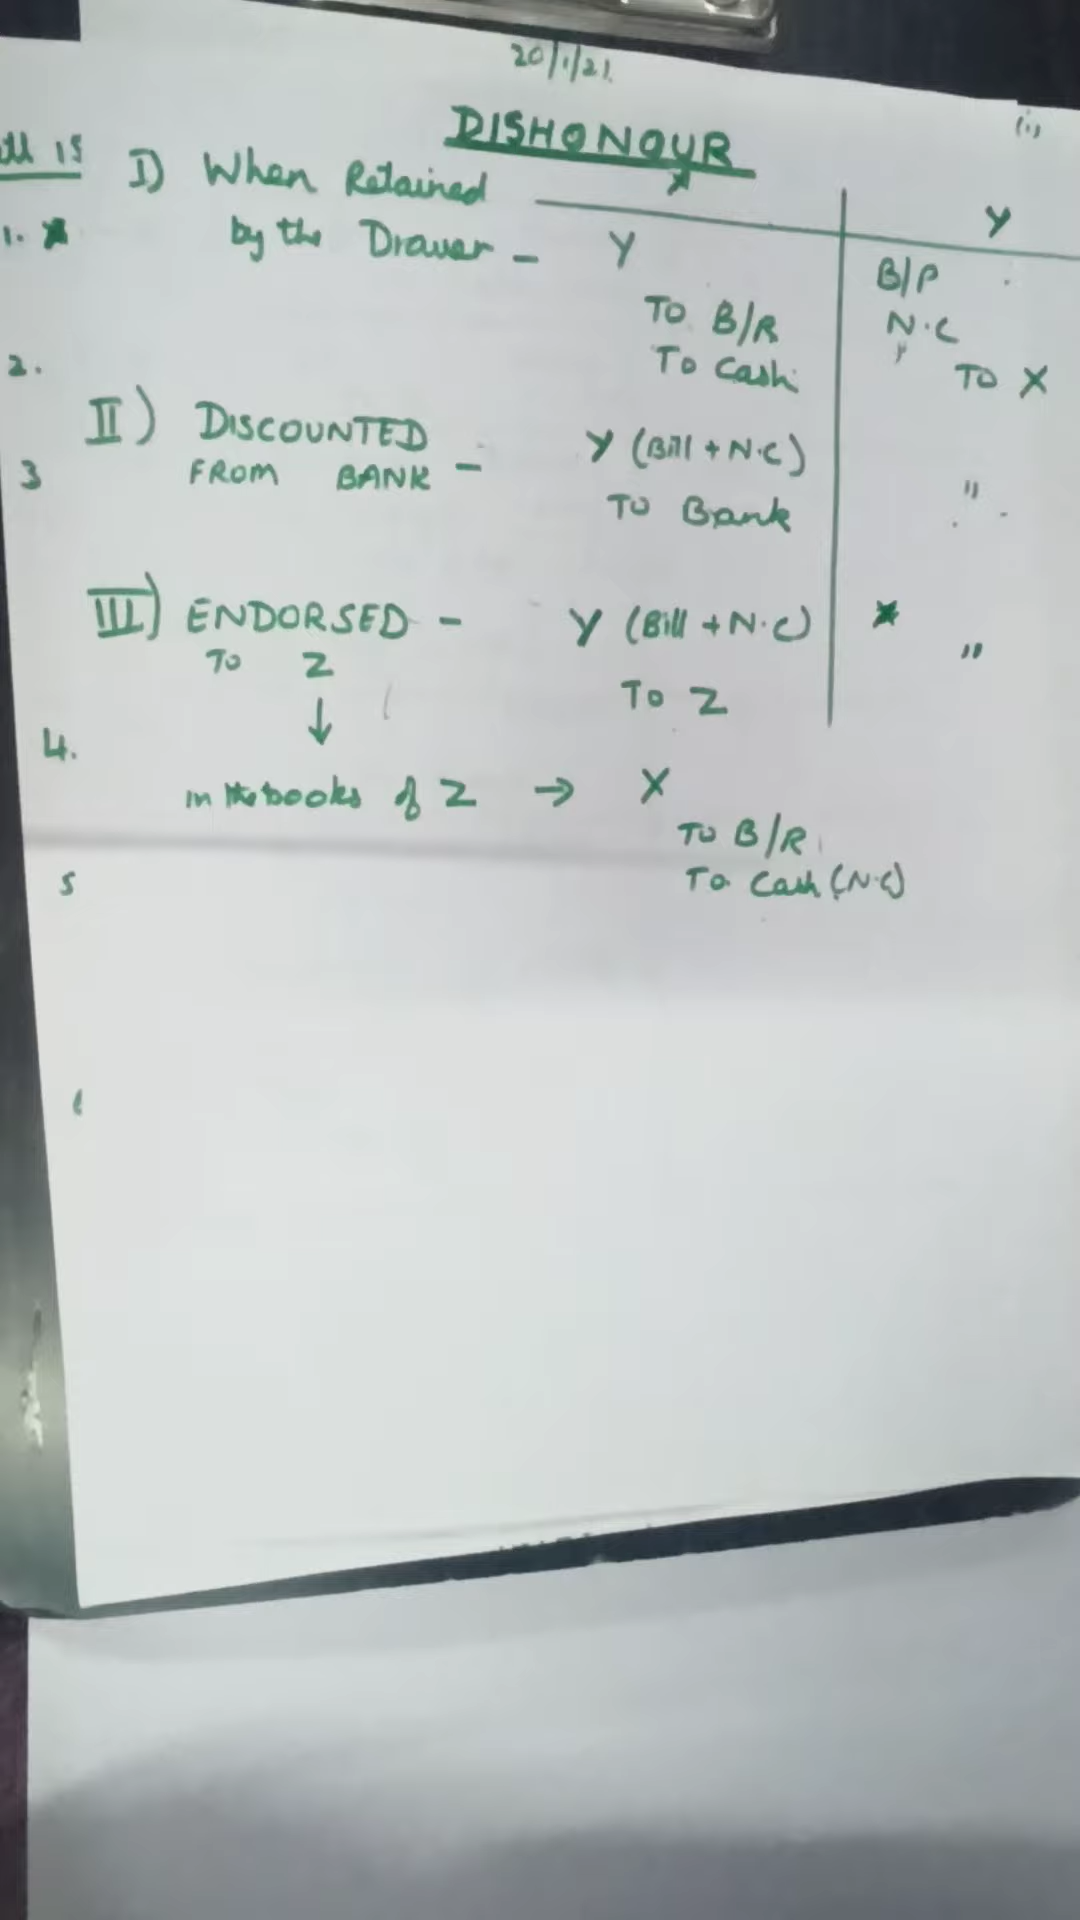 20/1/21.
(i)
DISHONOUR
15 I) When Retained X Y
1. by the Drawer - Y B/P
To B/R N.C
2. To Cash To X
II) DISCOUNTED Y (Bill + N.C)
3 FROM BANK - "
To Bank
III) ENDORSED - Y (Bill + N.C) "
To Z To Z
↓
4.
in the books of Z → X
To B/R
5 To Cash (N.C)